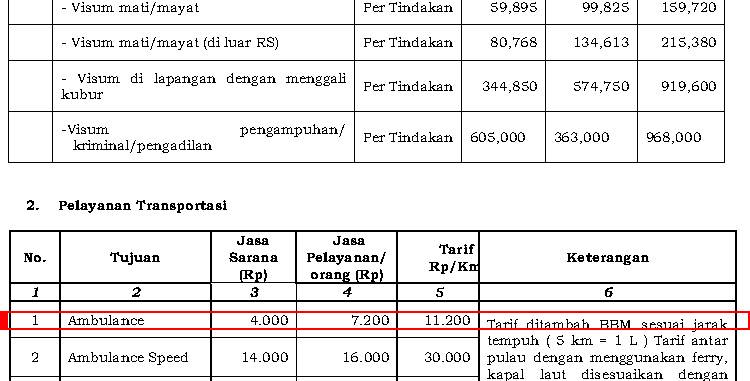 - Visum mati/mayat Per Tindakan 59,895 99,825 159,720
- Visum mati/mayat (di luar RS) Per Tindakan 80,768 134,613 215,380
- Visum di lapangan dengan menggali kubur Per Tindakan 344,850 574,750 919,600
-Visum pengampuhan/ kriminal/pengadilan Per Tindakan 605,000 363,000 968,000
2. Pelayanan Transportasi
No. Tujuan Jasa Sarana (Rp) Jasa Pelayanan/ orang (Rp) Tarif Rp/Km Keterangan
1 2 3 4 5 6
1 Ambulance 4.000 7.200 11.200 Tarif ditambah BBM sesuai jarak
tempuh ( 5 km = 1 L ) Tarif antar
2 Ambulance Speed 14.000 16.000 30.000 pulau dengan menggunakan ferry,
kapal laut disesuaikan dengan